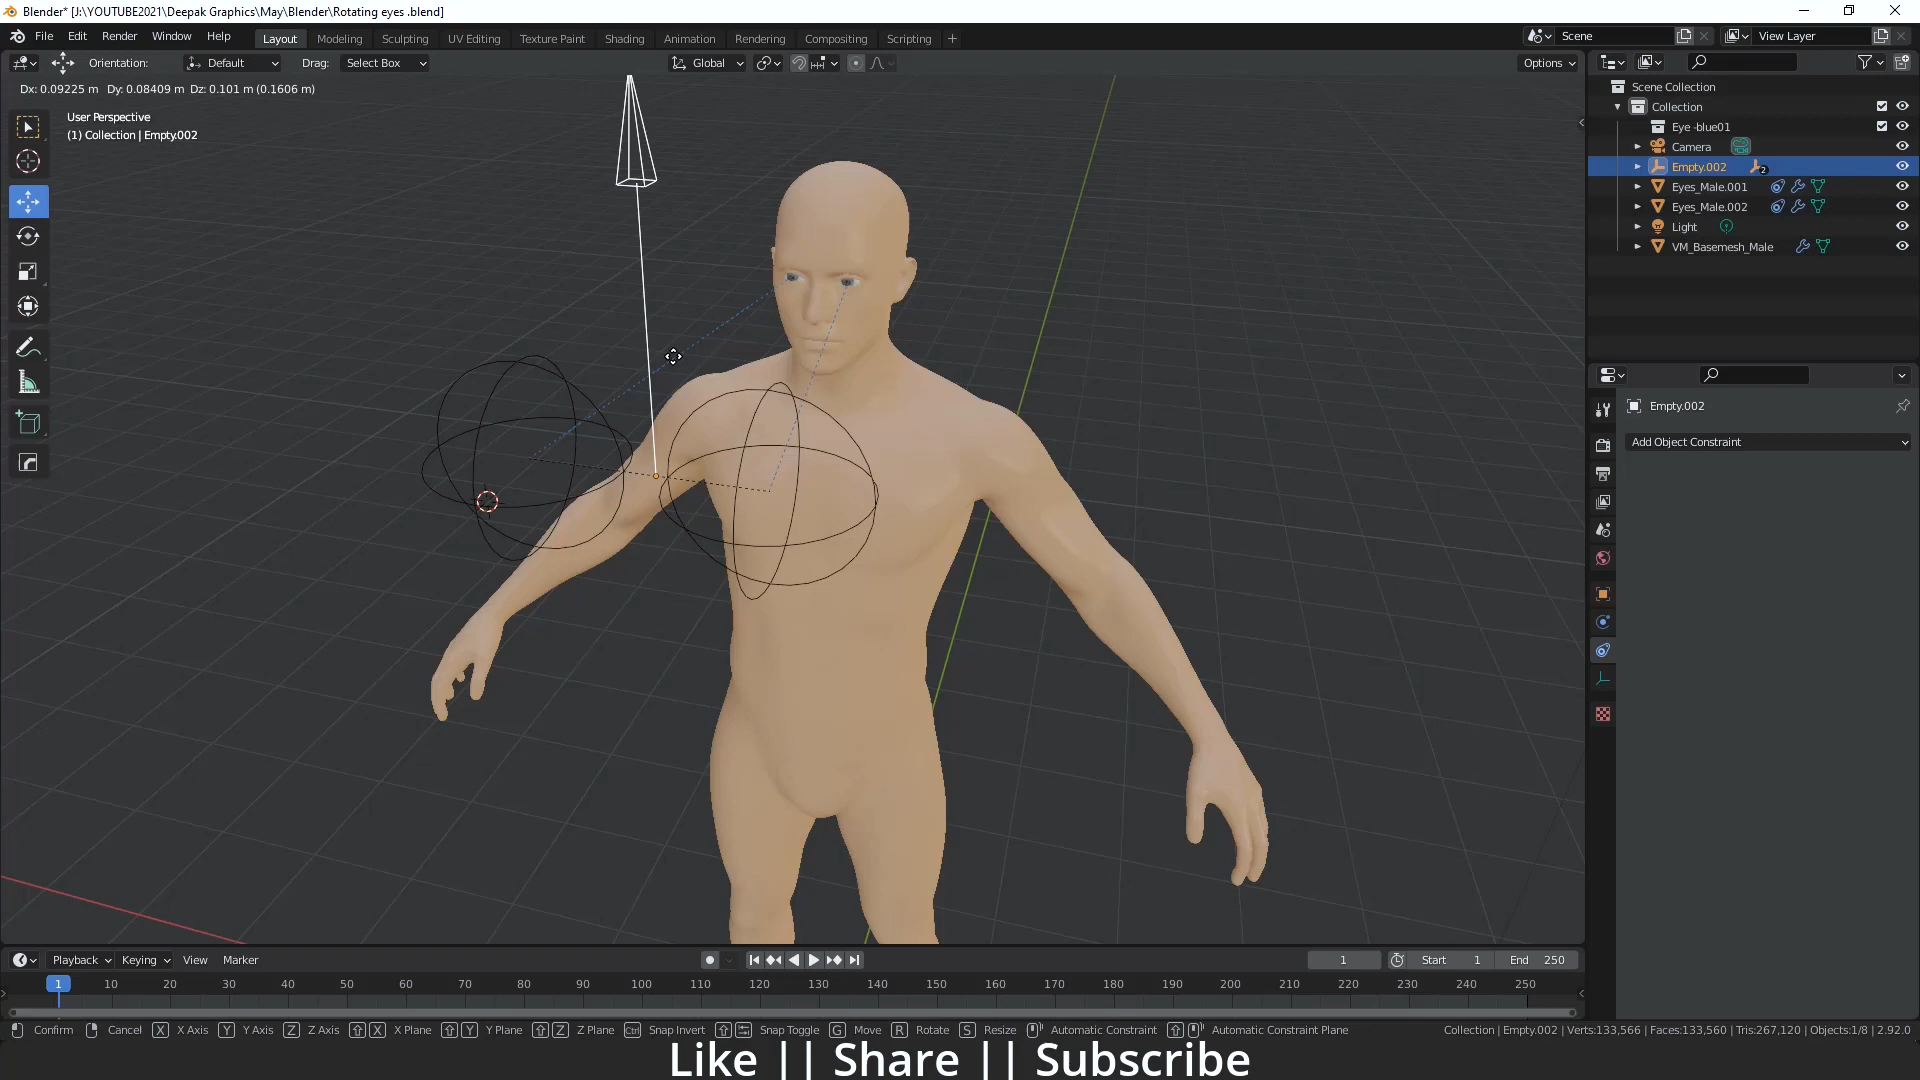 Blender* [J:\YOUTUBE2021\Deepak Graphics\May\Blender\Rotating eyes .blend]
File Edit Render Window Help Layout Modeling Sculpting UV Editing Texture Paint Shading Animation Rendering Compositing Scripting + Scene View Layer
Orientation: Default Drag: Select Box Global Options
Dx: 0.09225 m Dy: 0.08409 m Dz: 0.101 m (0.1606 m)
User Perspective
(1) Collection | Empty.002
Scene Collection
Collection
Eye -blue01
Camera
Empty.002 2
Eyes_Male.001
Eyes_Male.002
Light
VM_Basemesh_Male
Empty.002
Add Object Constraint
Playback Keying View Marker 1 Start 1 End 250
1 10 20 30 40 50 60 70 80 90 100 110 120 130 140 150 160 170 180 190 200 210 220 230 240 250
Confirm Cancel X X Axis Y Y Axis Z Z Axis X X Plane Y Y Plane Z Z Plane Ctrl Snap Invert Snap Toggle G Move R Rotate S Resize Automatic Constraint Automatic Constraint Plane Collection | Empty.002 | Verts:133,566 | Faces:133,560 | Tris:267,120 | Objects:1/8 | 2.92.0
Like || Share || Subscribe